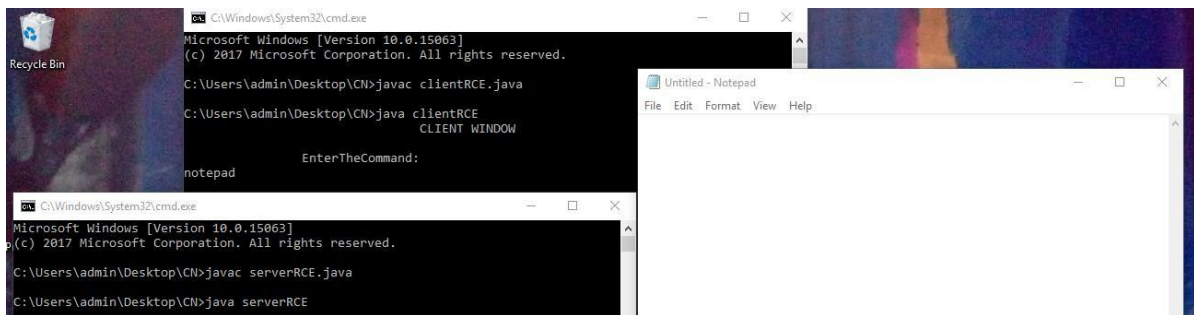 Recycle Bin
C:\Windows\System32\cmd.exe
Microsoft Windows [Version 10.0.15063]
(c) 2017 Microsoft Corporation. All rights reserved.
C:\Users\admin\Desktop\CN>javac clientRCE.java
C:\Users\admin\Desktop\CN>java clientRCE
CLIENT WINDOW
EnterTheCommand:
notepad
C:\Windows\System32\cmd.exe
Microsoft Windows [Version 10.0.15063]
(c) 2017 Microsoft Corporation. All rights reserved.
C:\Users\admin\Desktop\CN>javac serverRCE.java
C:\Users\admin\Desktop\CN>java serverRCE
Untitled - Notepad
File Edit Format View Help